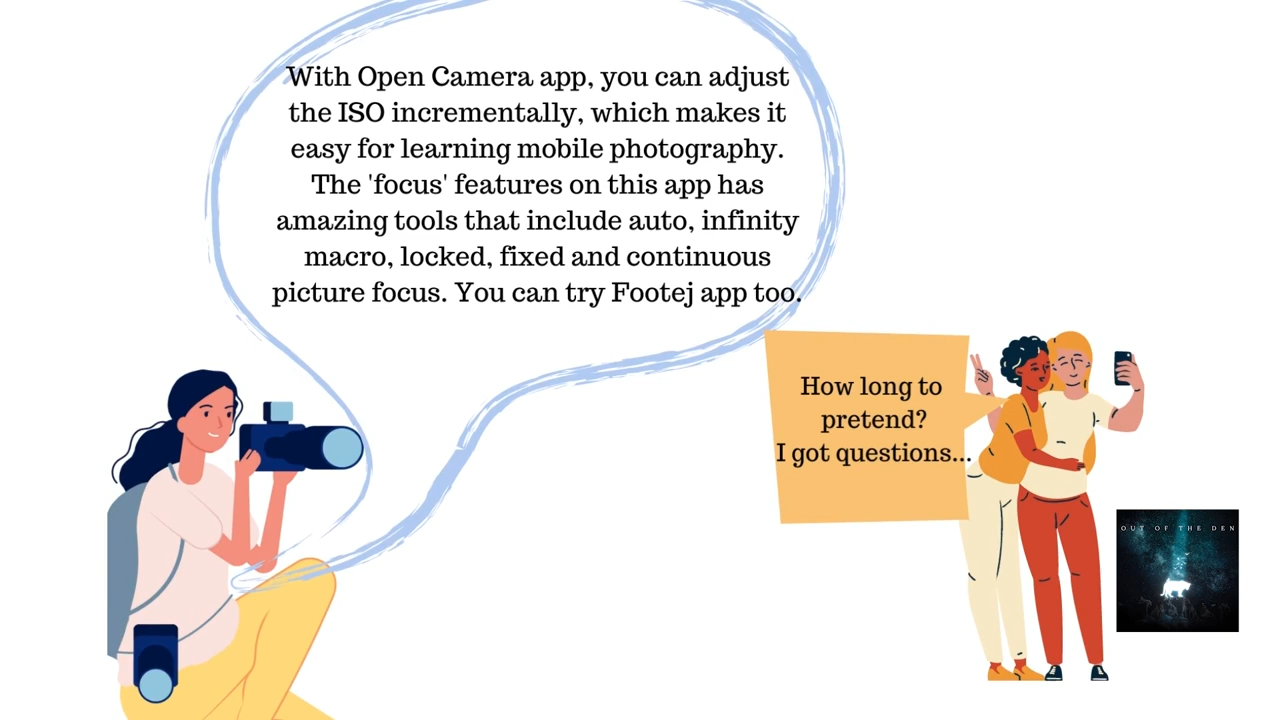 With Open Camera app, you can adjust
the ISO incrementally, which makes it
easy for learning mobile photography.
The 'focus' features on this app has
amazing tools that include auto, infinity
macro, locked, fixed and continuous
picture focus. You can try Footej app too.
How long to
pretend?
I got questions...
OUT OF THE DEN